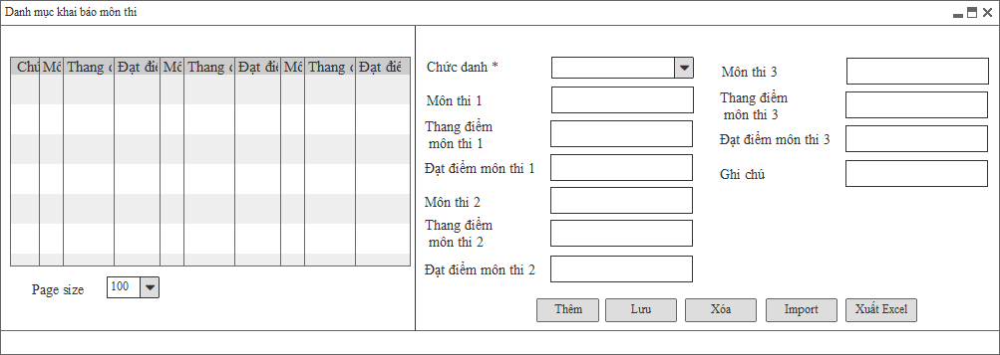 Danh mục khai báo môn thi
Chứ Mô Thang đ Đạt điể Mô Thang đ Đạt điể Mô Thang đ Đạt điể
Page size 100
Chức danh *
Môn thi 1
Thang điểm
môn thi 1
Đạt điểm môn thi 1
Môn thi 2
Thang điểm
môn thi 2
Đạt điểm môn thi 2
Môn thi 3
Thang điểm
môn thi 3
Đạt điểm môn thi 3
Ghi chú
Thêm Lưu Xóa Import Xuất Excel